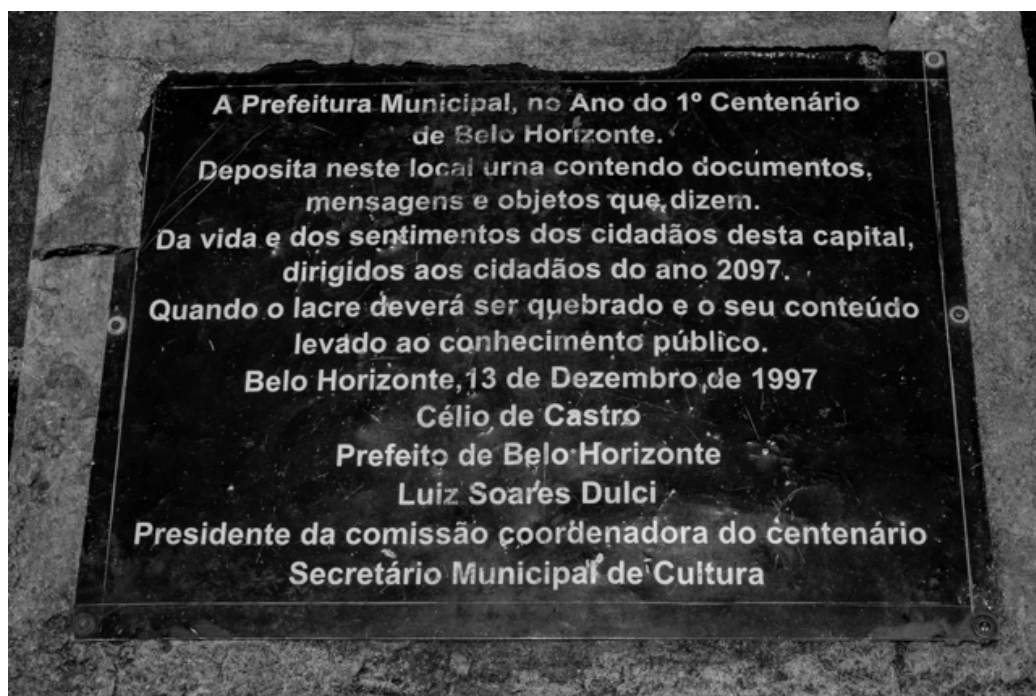 A Prefeitura Municipal, no Ano do 1º Centenário
de Belo Horizonte.
Deposita neste local urna contendo documentos,
mensagens e objetos que dizem.
Da vida e dos sentimentos dos cidadãos desta capital,
dirigidos aos cidadãos do ano 2097.
Quando o lacre deverá ser quebrado e o seu conteúdo
levado ao conhecimento público.
Belo Horizonte,13 de Dezembro de 1997
Célio de Castro
Prefeito de Belo Horizonte
Luiz Soares Dulci
Presidente da comissão coordenadora do centenário
Secretário Municipal de Cultura